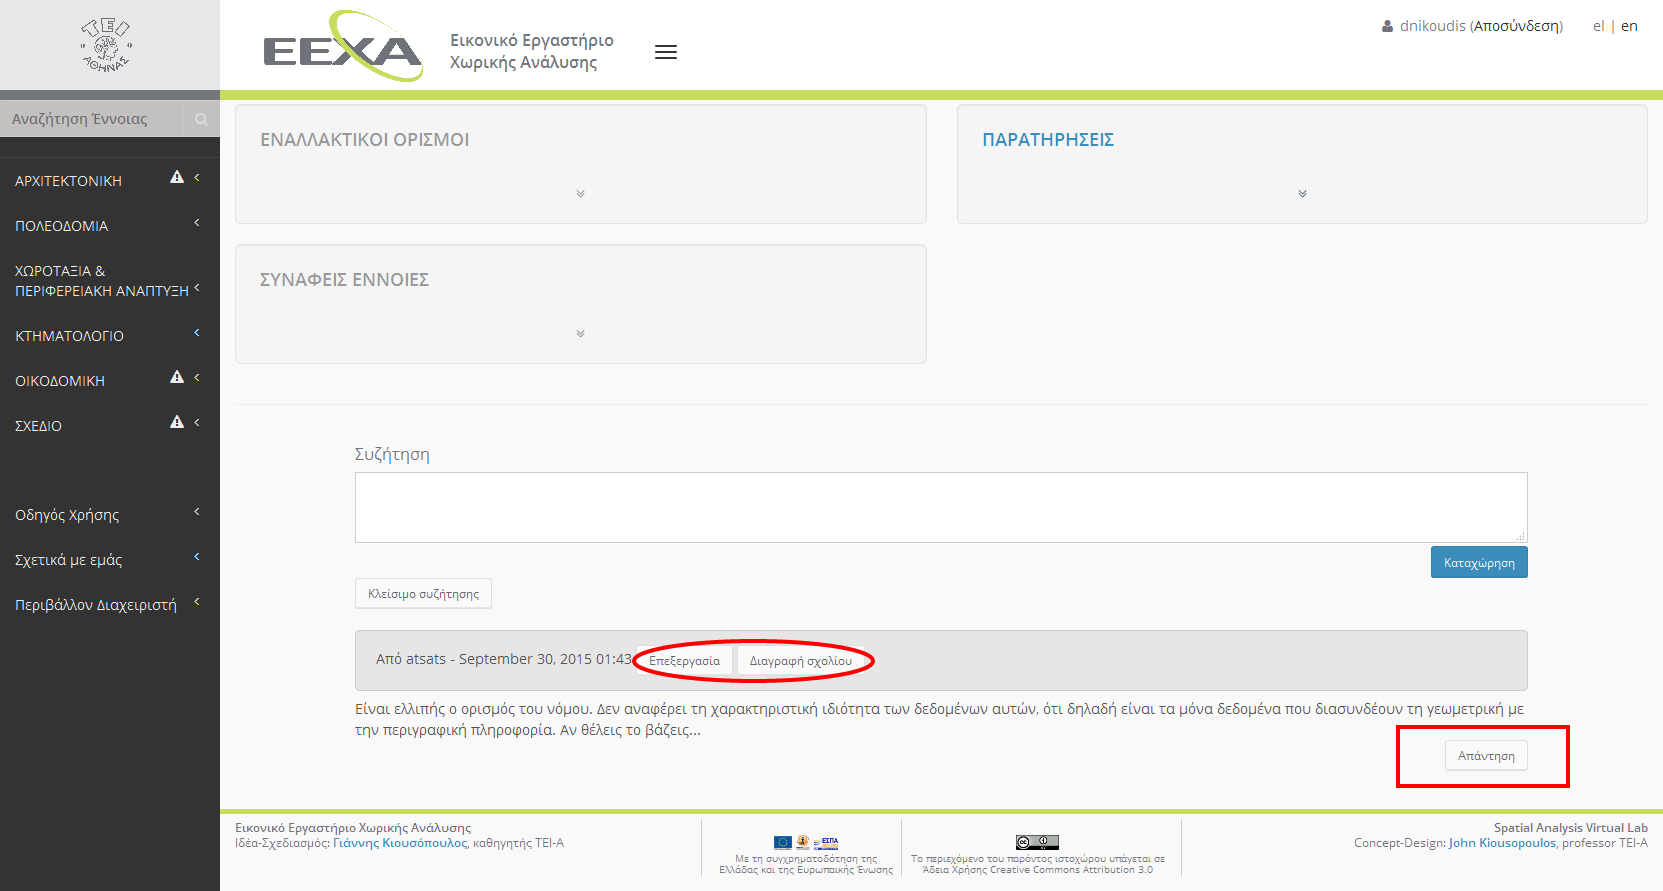 ΤΕΙ
ΑΘΗΝΑΣ
ΕΕΧΑ
Εικονικό Εργαστήριο
Χωρικής Ανάλυσης
dnikoudis (Αποσύνδεση)
el | en
Αναζήτηση Έννοιας
ΑΡΧΙΤΕΚΤΟΝΙΚΗ
ΠΟΛΕΟΔΟΜΙΑ
ΧΩΡΟΤΑΞΙΑ &
ΠΕΡΙΦΕΡΕΙΑΚΗ ΑΝΑΠΤΥΞΗ
ΚΤΗΜΑΤΟΛΟΓΙΟ
ΟΙΚΟΔΟΜΙΚΗ
ΣΧΕΔΙΟ
Οδηγός Χρήσης
Σχετικά με εμάς
Περιβάλλον Διαχειριστή
ΕΝΑΛΛΑΚΤΙΚΟΙ ΟΡΙΣΜΟΙ
ΠΑΡΑΤΗΡΗΣΕΙΣ
ΣΥΝΑΦΕΙΣ ΕΝΝΟΙΕΣ
Συζήτηση
Καταχώρηση
Κλείσιμο συζήτησης
Από atsats - September 30, 2015 01:43
Επεξεργασία
Διαγραφή σχολίου
Είναι ελλιπής ο ορισμός του νόμου. Δεν αναφέρει τη χαρακτηριστική ιδιότητα των δεδομένων αυτών, ότι δηλαδή είναι τα μόνα δεδομένα που διασυνδέουν τη γεωμετρική με
την περιγραφική πληροφορία. Αν θέλεις το βάζεις...
Απάντηση
Εικονικό Εργαστήριο Χωρικής Ανάλυσης
Ιδέα-Σχεδιασμός: Γιάννης Κιουσόπουλος, καθηγητής ΤΕΙ-Α
ΕΣΠΑ
Με τη συγχρηματοδότηση της
Ελλάδας και της Ευρωπαικής Ένωσης
Το περιεχόμενο του παρόντος ιστοχώρου υπάγεται σε
Άδεια Χρήσης Creative Commons Attribution 3.0
Spatial Analysis Virtual Lab
Concept-Design: John Kiousopoulos, professor TEI-A